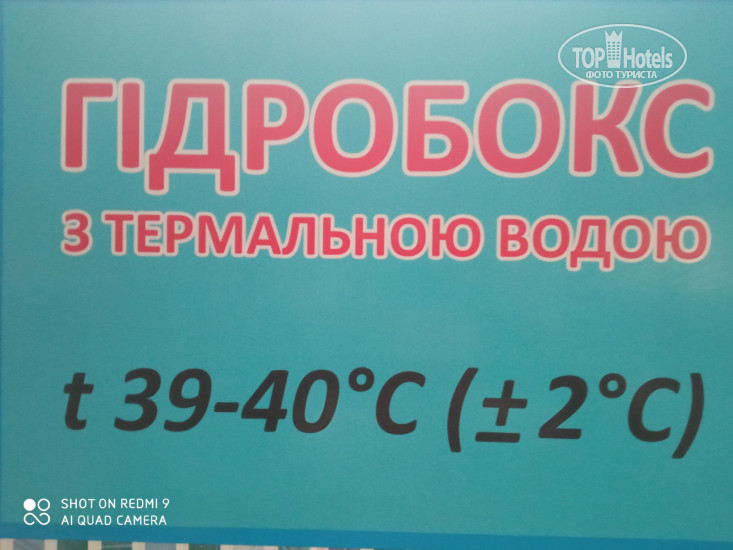 TOP Hotels
ФОТО ТУРИСТА
ГІДРОБОКС
З ТЕРМАЛЬНОЮ ВОДОЮ
t 39-40°C (±2°C)
SHOT ON REDMI 9
AI QUAD CAMERA